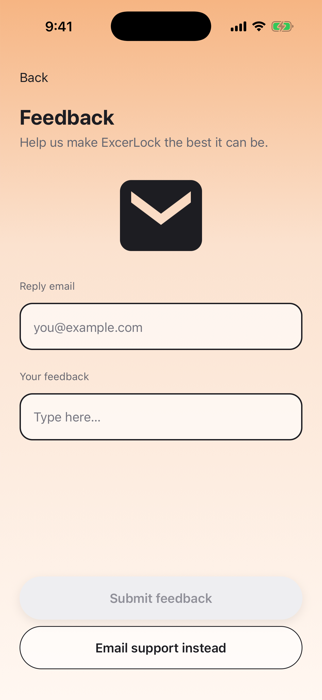 9:41
Back
Feedback
Help us make ExcerLock the best it can be.
Reply email
you@example.com
Your feedback
Type here...
Submit feedback
Email support instead